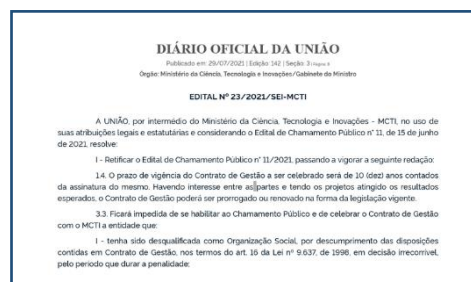 DIÁRIO OFICIAL DA UNIÃO
Publicado em: 29/07/2021 | Edição: 142 | Seção: 3 | Página: 8
Órgão: Ministério da Ciência, Tecnologia e Inovações/Gabinete do Ministro
EDITAL Nº 23/2021/SEI-MCTI
A UNIÃO, por intermédio do Ministério da Ciência, Tecnologia e Inovações - MCTI, no uso de
suas atribuições legais e estatutárias e considerando o Edital de Chamamento Público n° 11, de 15 de junho
de 2021, resolve:
I - Retificar o Edital de Chamamento Público n° 11/2021, passando a vigorar a seguinte redação:
1.4. O prazo de vigência do Contrato de Gestão a ser celebrado será de 10 (dez) anos contados
da assinatura do mesmo. Havendo interesse entre as partes e tendo os projetos atingido os resultados
esperados, o Contrato de Gestão poderá ser prorrogado ou renovado na forma da legislação vigente.
3.3. Ficará impedida de se habilitar ao Chamamento Público e de celebrar o Contrato de Gestão
com o MCTI a entidade que:
I - tenha sido desqualificada como Organização Social, por descumprimento das disposições
contidas em Contrato de Gestão, nos termos do art. 16 da Lei nº 9.637, de 1998, em decisão irrecorrível,
pelo período que durar a penalidade;